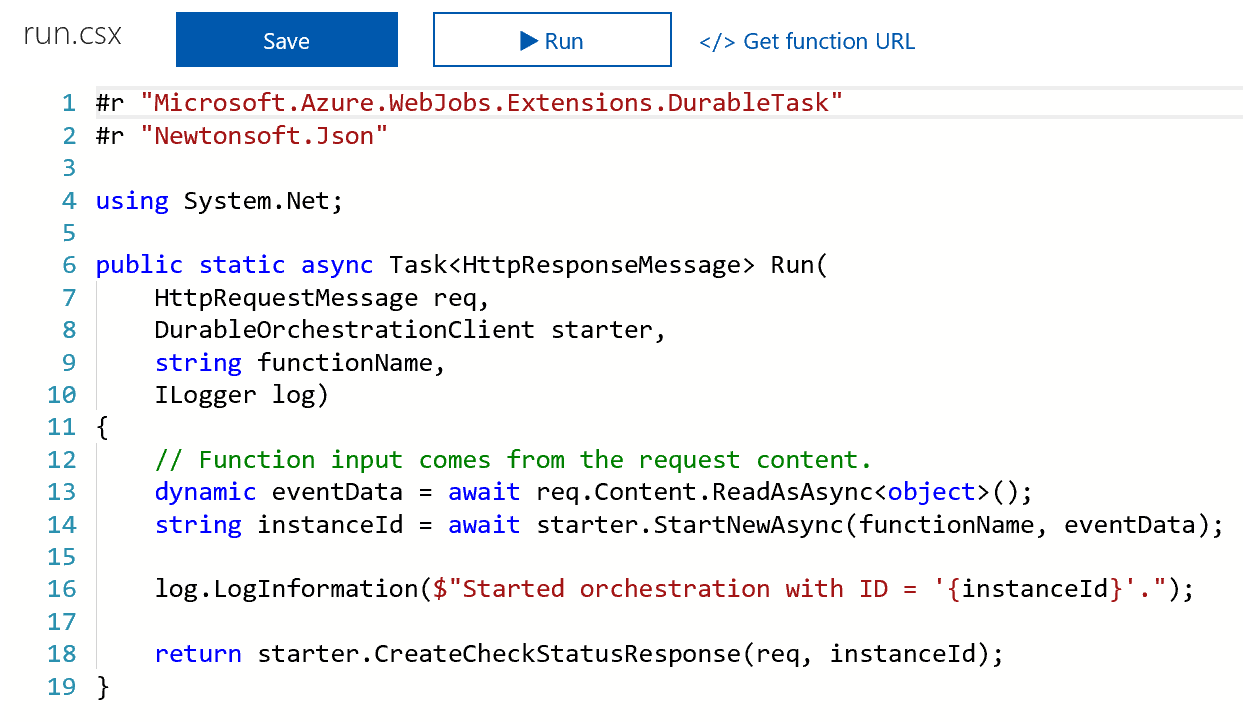 run.csx Save Run </> Get function URL
1 #r "Microsoft.Azure.WebJobs.Extensions.DurableTask"
2 #r "Newtonsoft.Json"
3
4 using System.Net;
5
6 public static async Task<HttpResponseMessage> Run(
7     HttpRequestMessage req,
8     DurableOrchestrationClient starter,
9     string functionName,
10     ILogger log)
11 {
12     // Function input comes from the request content.
13     dynamic eventData = await req.Content.ReadAsAsync<object>();
14     string instanceId = await starter.StartNewAsync(functionName, eventData);
15
16     log.LogInformation($"Started orchestration with ID = '{instanceId}'.");
17
18     return starter.CreateCheckStatusResponse(req, instanceId);
19 }